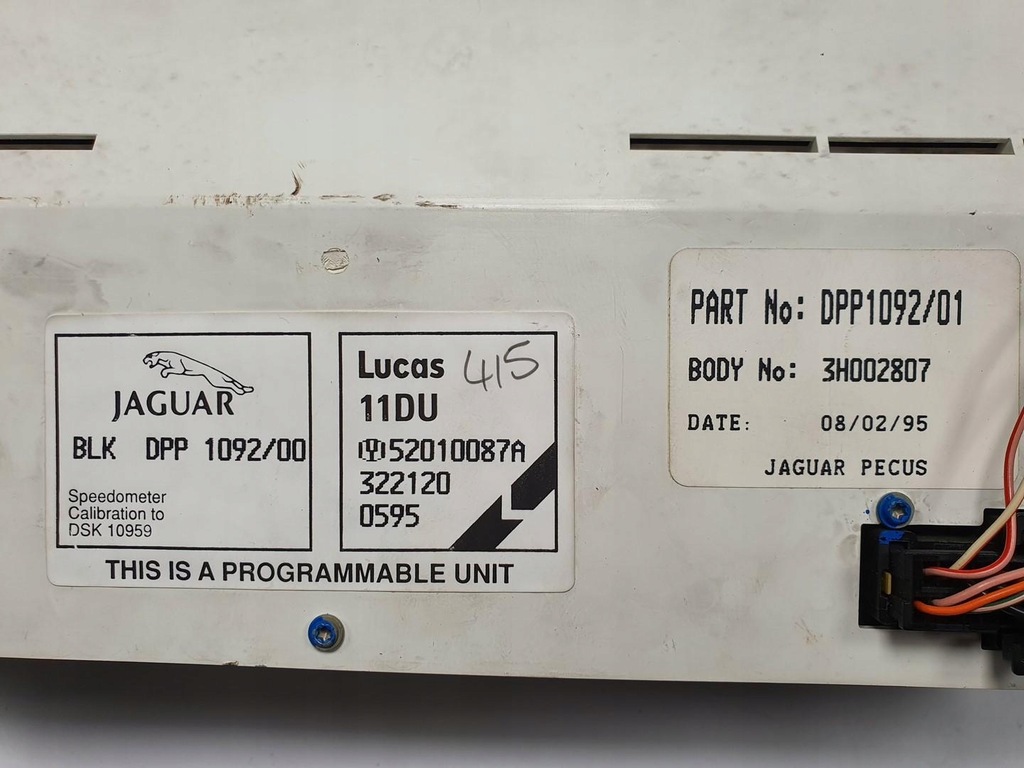 JAGUAR
BLK DPP 1092/00
Speedometer
Calibration to
DSK 10959
Lucas 415
11DU
52010087A
322120
0595
THIS IS A PROGRAMMABLE UNIT
PART No: DPP1092/01
BODY No: 3H002807
DATE: 08/02/95
JAGUAR PECUS